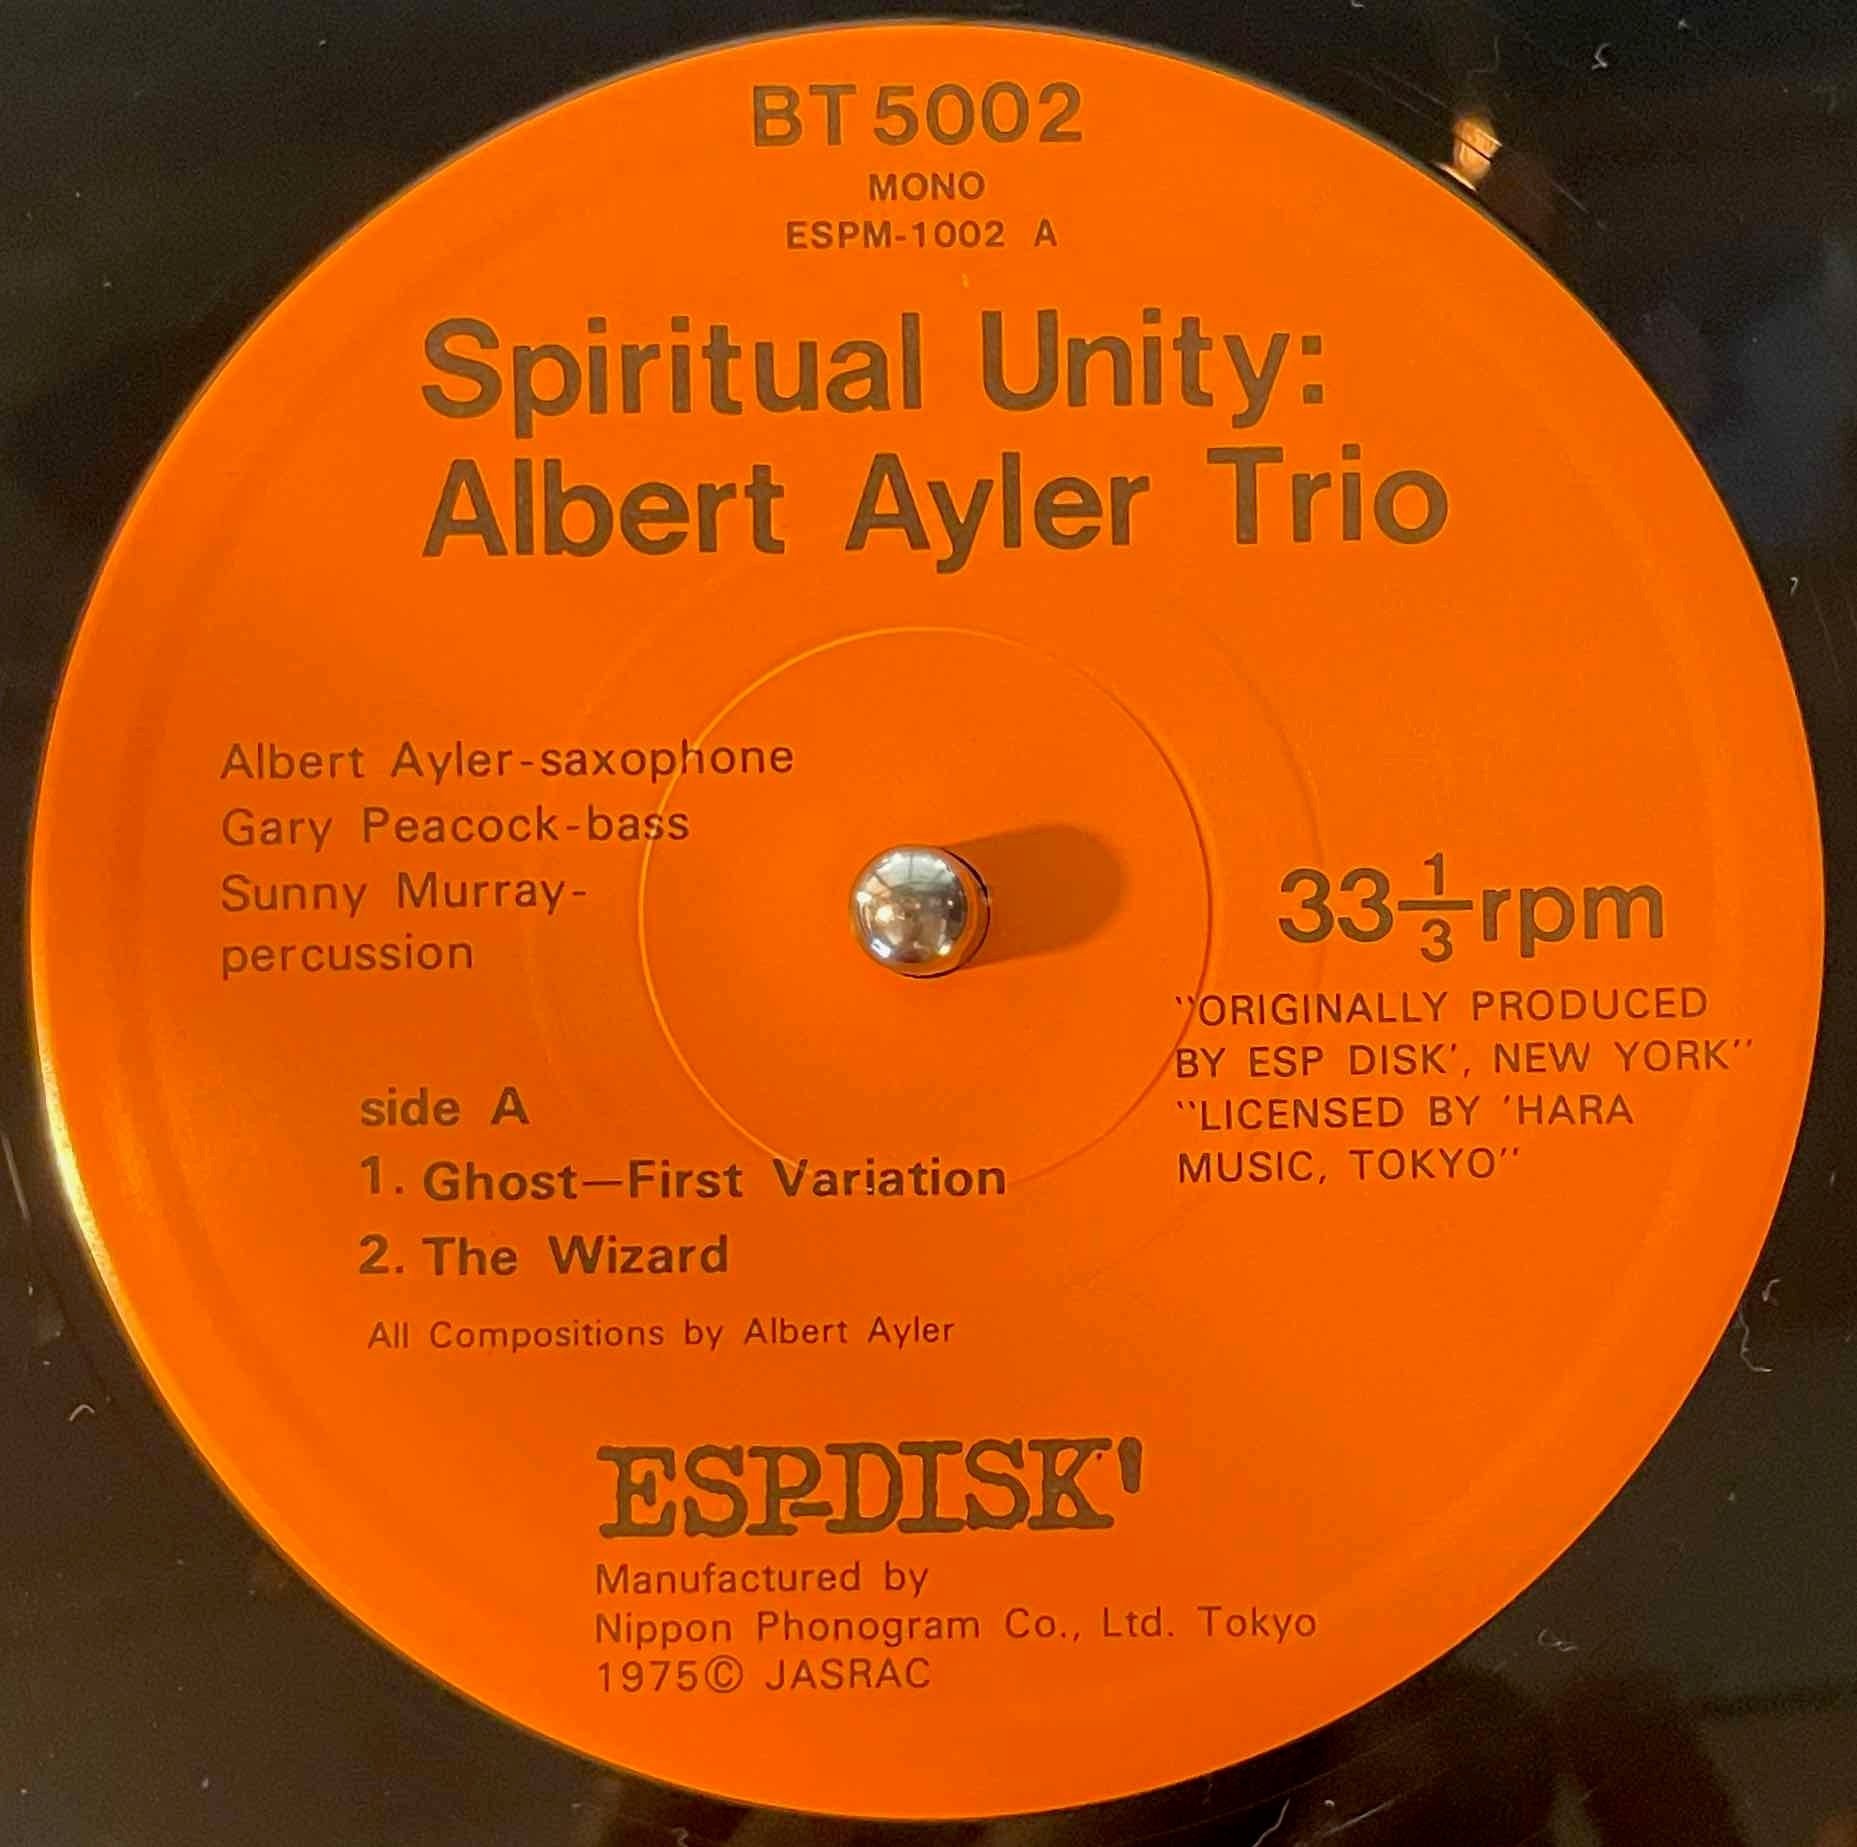 BT 5002
MONO
ESPM-1002 A
Spiritual Unity:
Albert Ayler Trio
Albert Ayler-saxophone
Gary Peacock-bass
Sunny Murray-
percussion
33 1/3 rpm
"ORIGINALLY PRODUCED
BY ESP DISK', NEW YORK"
"LICENSED BY 'HARA
MUSIC, TOKYO"
side A
1. Ghost—First Variation
2. The Wizard
All Compositions by Albert Ayler
ESP-DISK'
Manufactured by
Nippon Phonogram Co., Ltd. Tokyo
1975© JASRAC